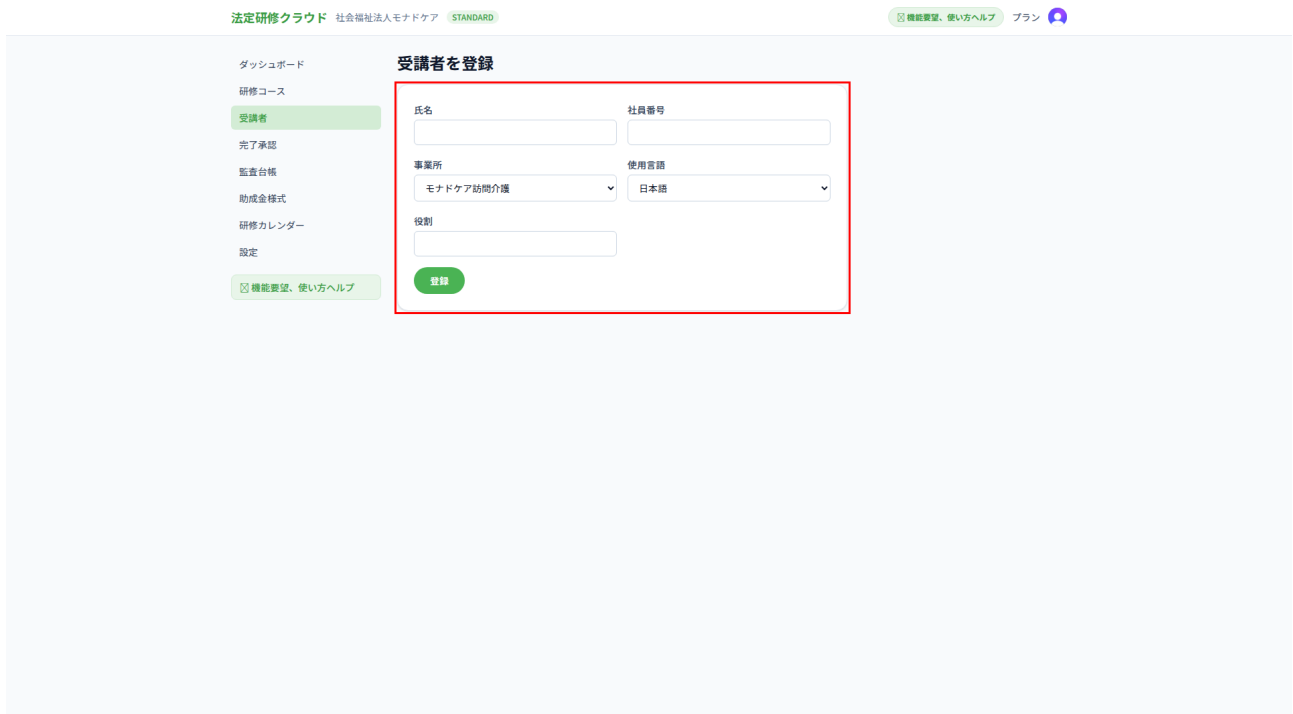 法定研修クラウド 社会福祉法人モナドケア STANDARD 機能要望、使い方ヘルプ プラン
ダッシュボード
研修コース
受講者
完了承認
監査台帳
助成金様式
研修カレンダー
設定
機能要望、使い方ヘルプ
受講者を登録
氏名 社員番号
事業所 使用言語
モナドケア訪問介護 日本語
役割
登録